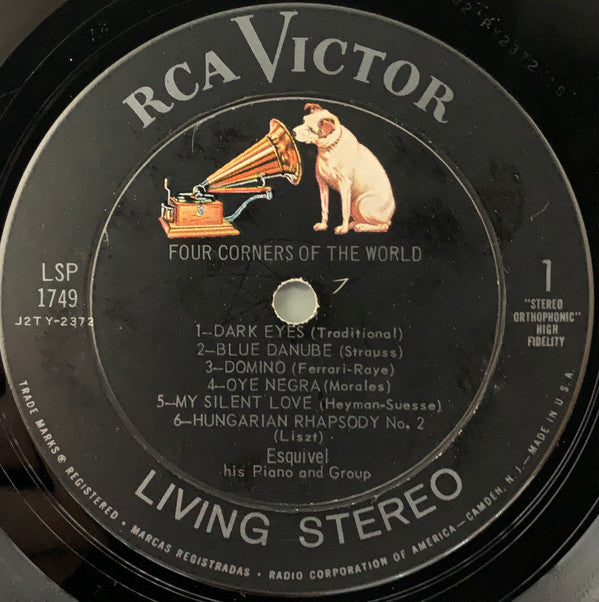 RCA VICTOR
FOUR CORNERS OF THE WORLD
LSP
1749
J2TY-2372
1
"STEREO
ORTHOPHONIC"
HIGH
FIDELITY
1—DARK EYES (Traditional)
2—BLUE DANUBE (Strauss)
3—DOMINO (Ferrari-Raye)
4—OYE NEGRA (Morales)
5—MY SILENT LOVE (Heyman-Suesse)
6—HUNGARIAN RHAPSODY No. 2
(Liszt)
Esquivel
his Piano and Group
LIVING STEREO
TRADE MARKS ® REGISTERED • MARCAS REGISTRADAS • RADIO CORPORATION OF AMERICA—CAMDEN, N.J.—MADE IN U.S.A.